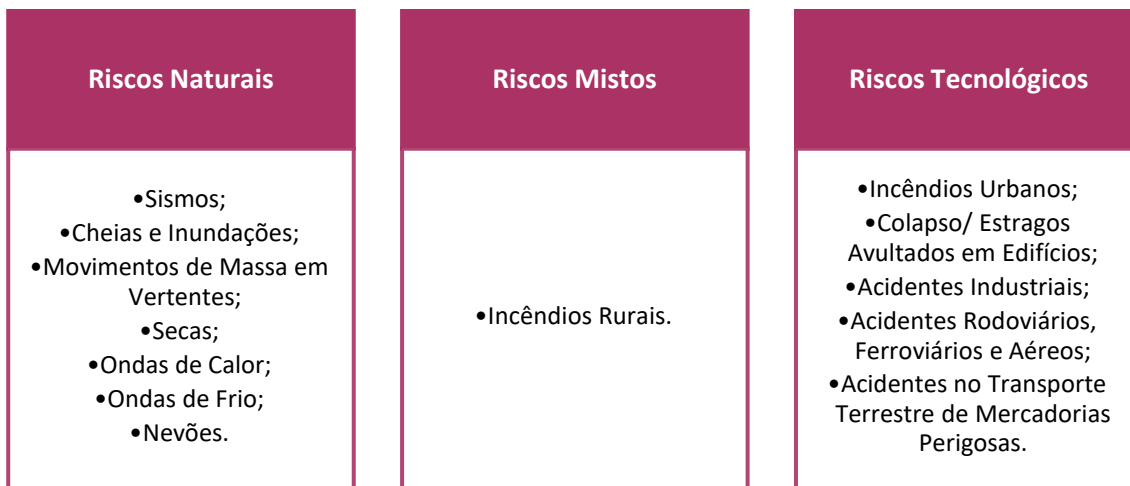 Riscos Naturais
•Sismos;
•Cheias e Inundações;
•Movimentos de Massa em
Vertentes;
•Secas;
•Ondas de Calor;
•Ondas de Frio;
•Nevões.
Riscos Mistos
•Incêndios Rurais.
Riscos Tecnológicos
•Incêndios Urbanos;
•Colapso/ Estragos
Avultados em Edifícios;
•Acidentes Industriais;
•Acidentes Rodoviários,
Ferroviários e Aéreos;
•Acidentes no Transporte
Terrestre de Mercadorias
Perigosas.